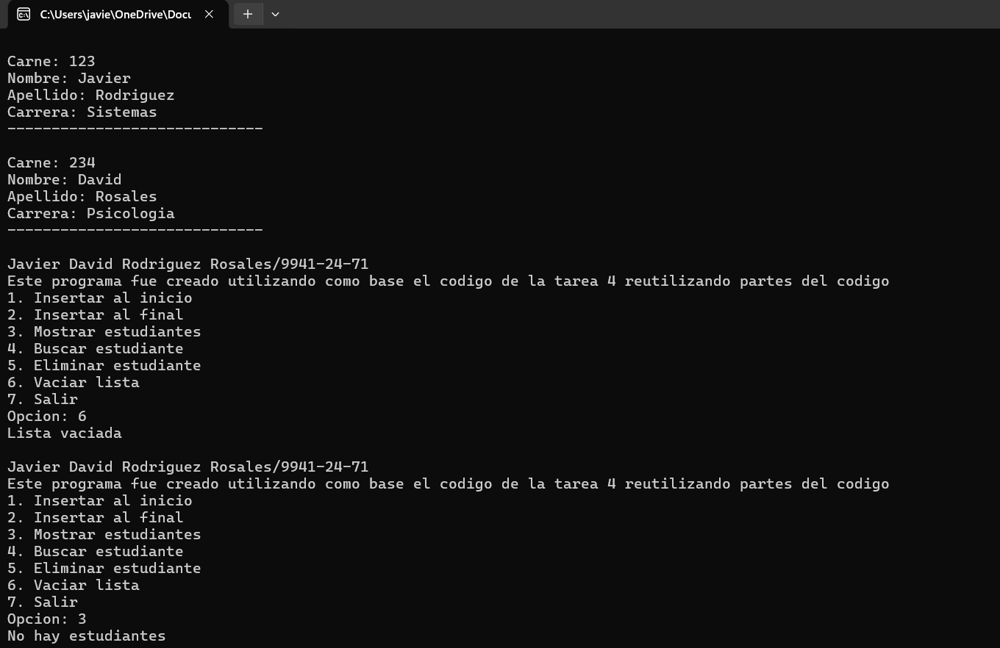 C:\Users\javie\OneDrive\Docu
Carne: 123
Nombre: Javier
Apellido: Rodriguez
Carrera: Sistemas
-----------------------------
Carne: 234
Nombre: David
Apellido: Rosales
Carrera: Psicologia
-----------------------------
Javier David Rodriguez Rosales/9941-24-71
Este programa fue creado utilizando como base el codigo de la tarea 4 reutilizando partes del codigo
1. Insertar al inicio
2. Insertar al final
3. Mostrar estudiantes
4. Buscar estudiante
5. Eliminar estudiante
6. Vaciar lista
7. Salir
Opcion: 6
Lista vaciada
Javier David Rodriguez Rosales/9941-24-71
Este programa fue creado utilizando como base el codigo de la tarea 4 reutilizando partes del codigo
1. Insertar al inicio
2. Insertar al final
3. Mostrar estudiantes
4. Buscar estudiante
5. Eliminar estudiante
6. Vaciar lista
7. Salir
Opcion: 3
No hay estudiantes